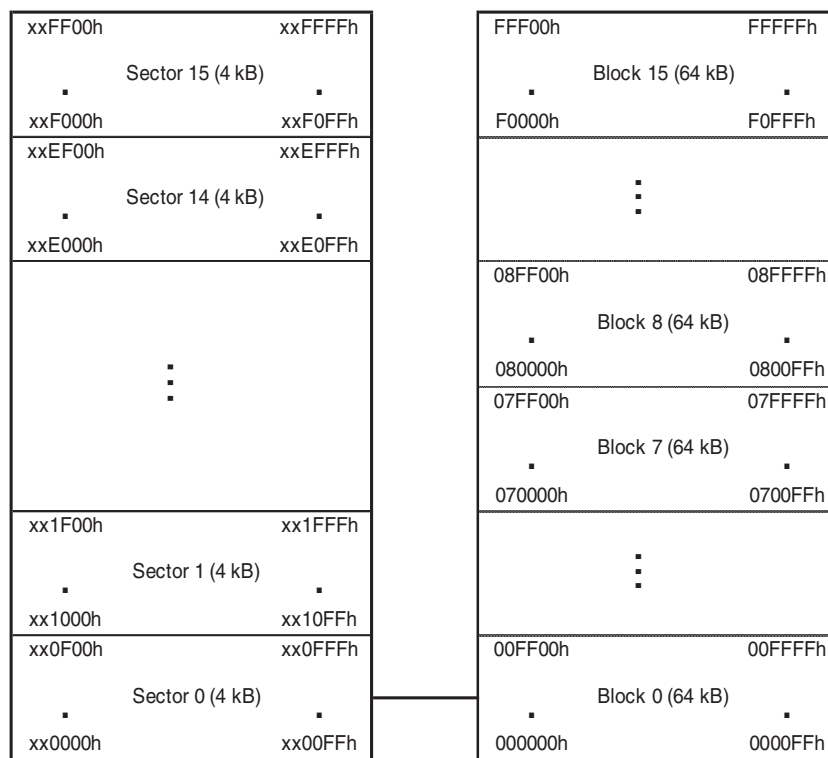 xxFF00h xxFFFFh
Sector 15 (4 kB)
xxF000h xxF0FFh
xxEF00h xxEFFFh
Sector 14 (4 kB)
xxE000h xxE0FFh
xx1F00h xx1FFFh
Sector 1 (4 kB)
xx1000h xx10FFh
xx0F00h xx0FFFh
Sector 0 (4 kB)
xx0000h xx00FFh
FFF00h FFFFFh
Block 15 (64 kB)
F0000h F0FFFh
08FF00h 08FFFFh
Block 8 (64 kB)
080000h 0800FFh
07FF00h 07FFFFh
Block 7 (64 kB)
070000h 0700FFh
00FF00h 00FFFFh
Block 0 (64 kB)
000000h 0000FFh